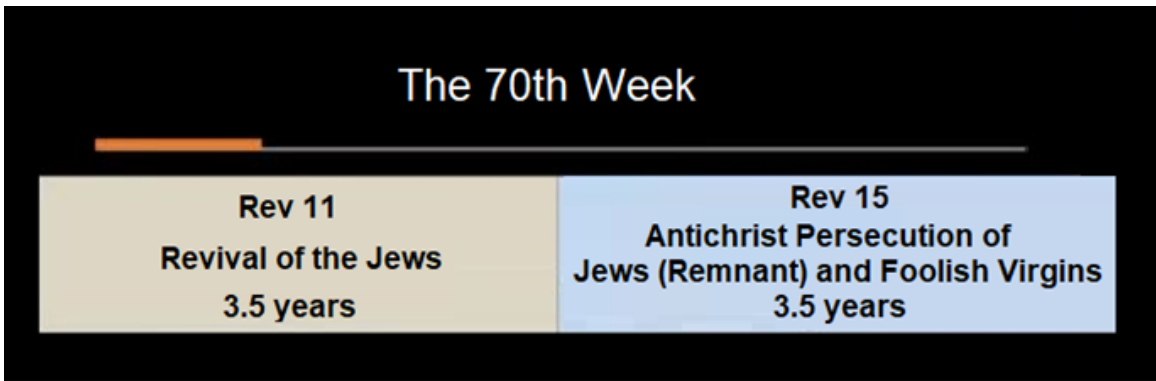 The 70th Week
Rev 11
Revival of the Jews
3.5 years
Rev 15
Antichrist Persecution of
Jews (Remnant) and Foolish Virgins
3.5 years